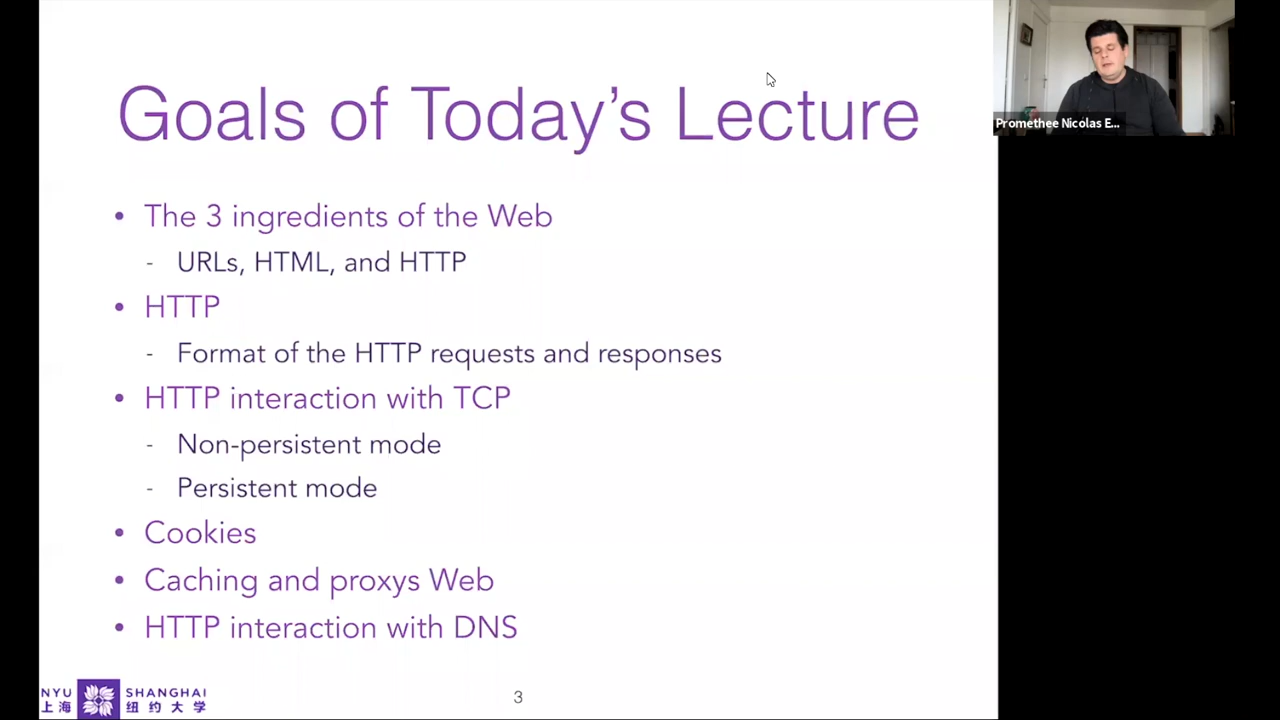 Goals of Today's Lecture
• The 3 ingredients of the Web
- URLs, HTML, and HTTP
• HTTP
- Format of the HTTP requests and responses
• HTTP interaction with TCP
- Non-persistent mode
- Persistent mode
• Cookies
• Caching and proxys Web
• HTTP interaction with DNS
NYU SHANGHAI
上海 纽约大学
3
Promethee Nicolas E...